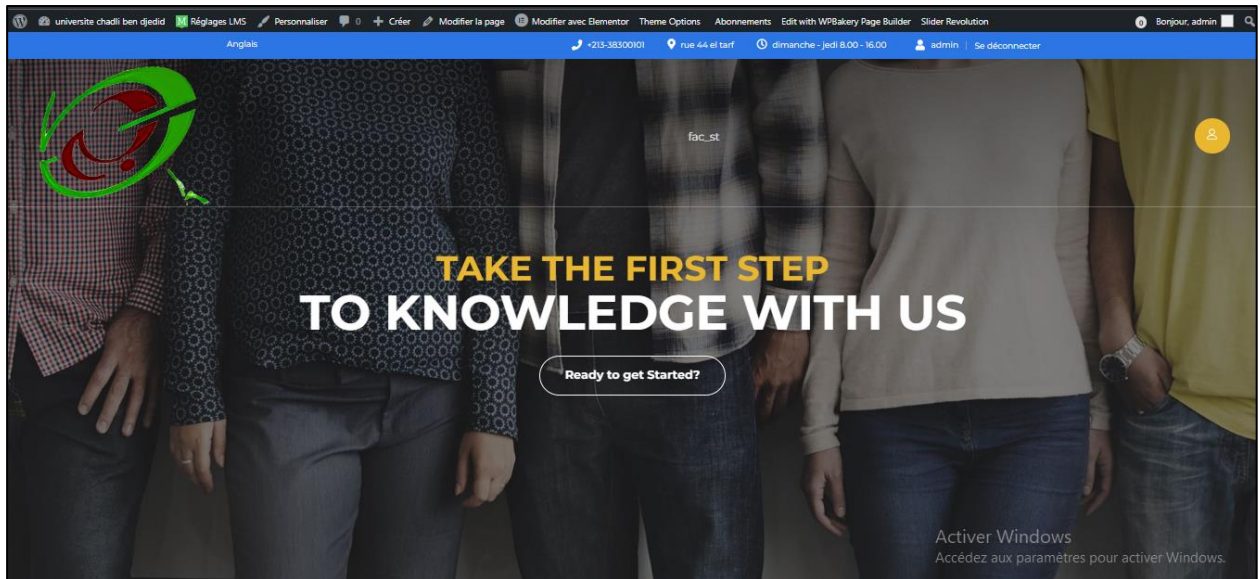 universite chadli ben djedid M Réglages LMS Personnaliser 0 + Créer Modifier la page Modifier avec Elementor Theme Options Abonnements Edit with WPBakery Page Builder Slider Revolution 0 Bonjour, admin
Anglais +213-38300101 rue 44 el tarf dimanche - jedi 8.00 - 16.00 admin | Se déconnecter
fac_st
TAKE THE FIRST STEP
TO KNOWLEDGE WITH US
Ready to get Started?
Activer Windows
Accédez aux paramètres pour activer Windows.